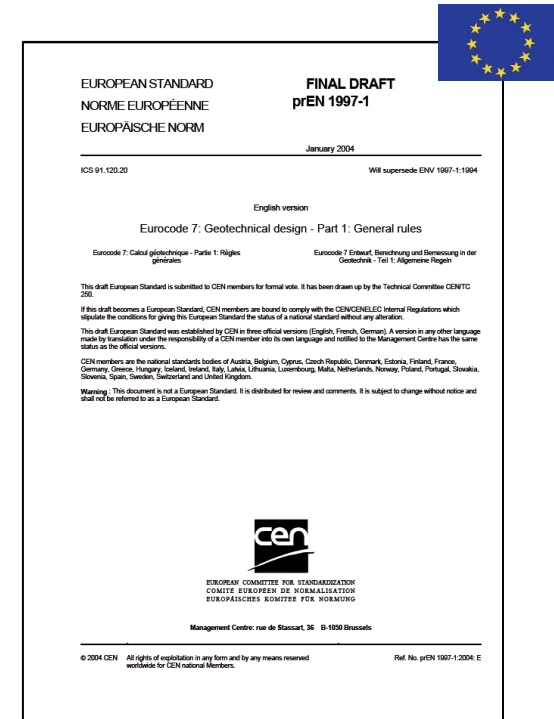 EUROPEAN STANDARD
NORME EUROPÉENNE
EUROPÄISCHE NORM
FINAL DRAFT
prEN 1997-1
January 2004
ICS 91.120.20
Will supersede ENV 1997-1:1994
English version
Eurocode 7: Geotechnical design - Part 1: General rules
Eurocode 7: Calcul géotechnique - Partie 1: Règles
générales
Eurocode 7 Entwurf, Berechnung und Bemessung in der
Geotechnik - Teil 1: Allgemeine Regeln
This draft European Standard is submitted to CEN members for formal vote. It has been drawn up by the Technical Committee CEN/TC
250.
If this draft becomes a European Standard, CEN members are bound to comply with the CEN/CENELEC Internal Regulations which
stipulate the conditions for giving this European Standard the status of a national standard without any alteration.
This draft European Standard was established by CEN in three official versions (English, French, German). A version in any other language
made by translation under the responsibility of a CEN member into its own language and notified to the Management Centre has the same
status as the official versions.
CEN members are the national standards bodies of Austria, Belgium, Cyprus, Czech Republic, Denmark, Estonia, Finland, France,
Germany, Greece, Hungary, Iceland, Ireland, Italy, Latvia, Lithuania, Luxembourg, Malta, Netherlands, Norway, Poland, Portugal, Slovakia,
Slovenia, Spain, Sweden, Switzerland and United Kingdom.
Warning : This document is not a European Standard. It is distributed for review and comments. It is subject to change without notice and
shall not be referred to as a European Standard.
cen
EUROPEAN COMMITTEE FOR STANDARDIZATION
COMITÉ EUROPÉEN DE NORMALISATION
EUROPÄISCHES KOMITEE FÜR NORMUNG
Management Centre: rue de Stassart, 36 B-1050 Brussels
© 2004 CEN All rights of exploitation in any form and by any means reserved
worldwide for CEN national Members.
Ref. No. prEN 1997-1:2004: E